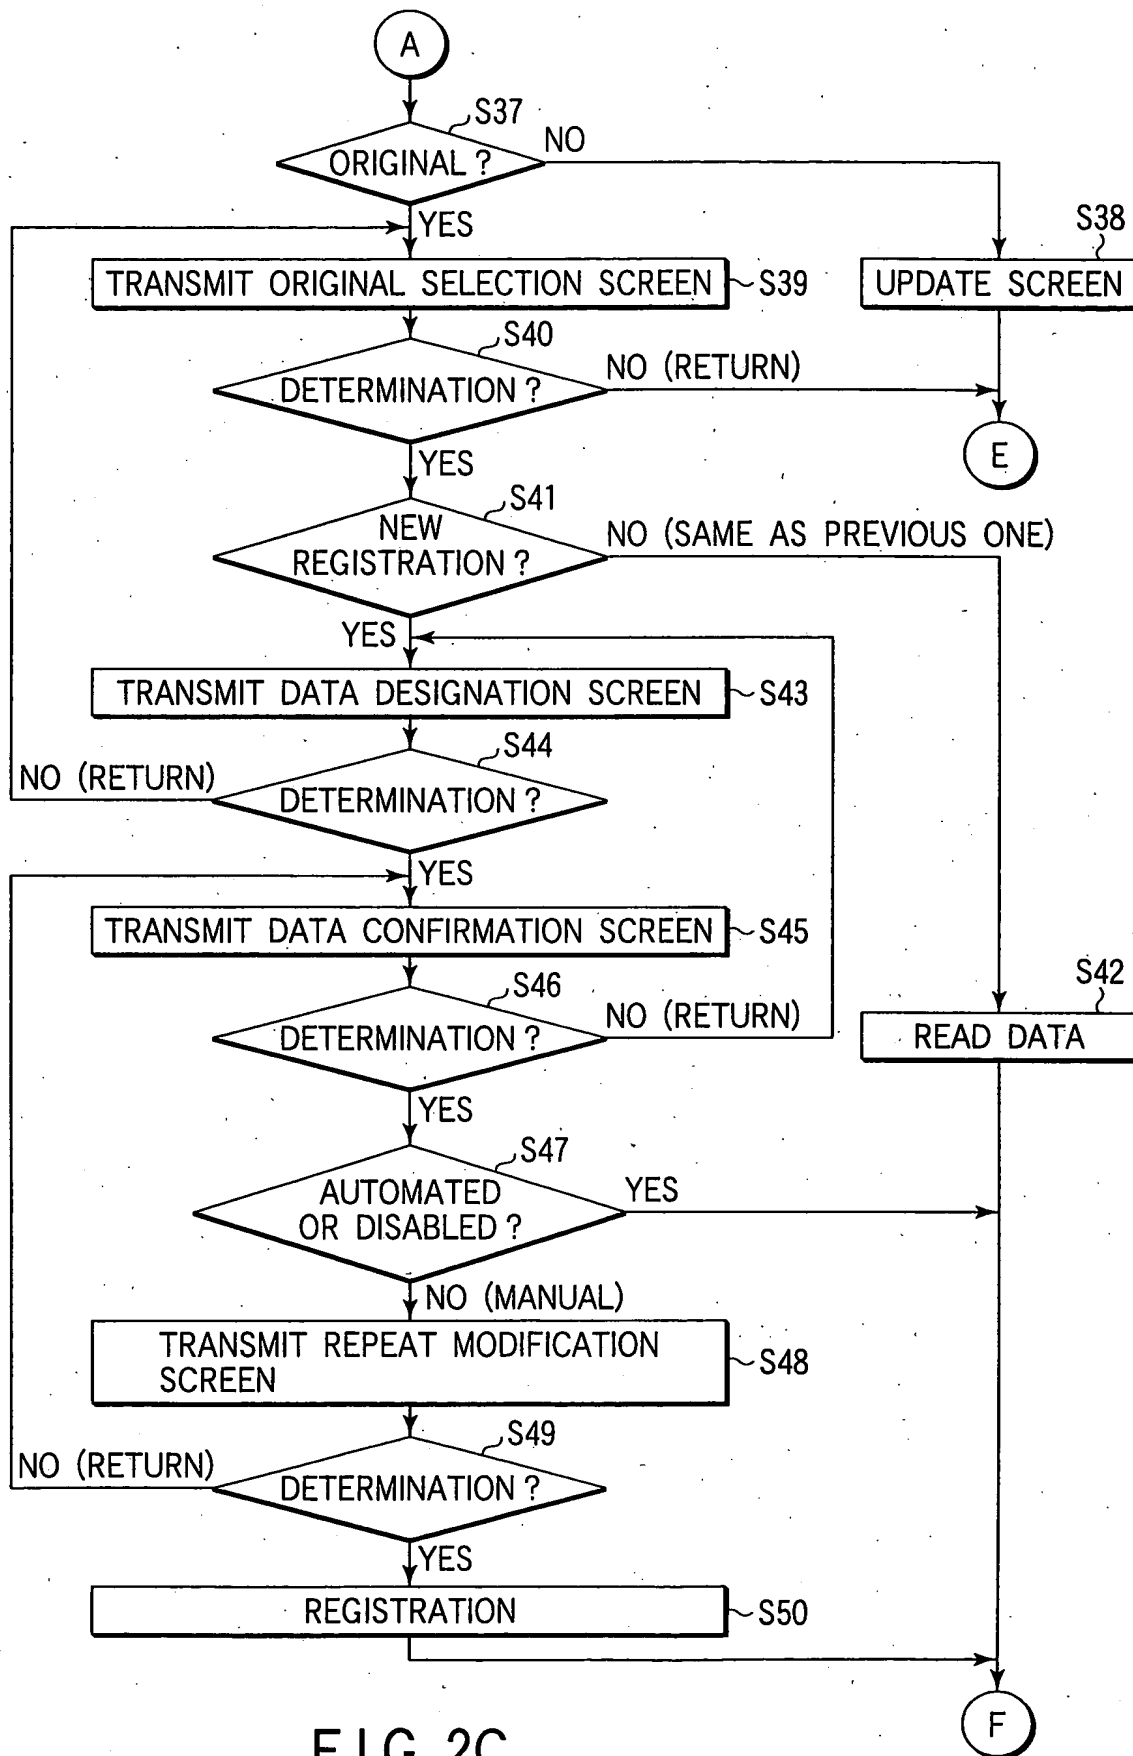 A
S37
ORIGINAL ?
NO
YES
S38
TRANSMIT ORIGINAL SELECTION SCREEN
S39
UPDATE SCREEN
S40
DETERMINATION ?
NO (RETURN)
YES
E
S41
NEW
REGISTRATION ?
NO (SAME AS PREVIOUS ONE)
YES
TRANSMIT DATA DESIGNATION SCREEN
S43
S44
NO (RETURN)
DETERMINATION ?
YES
TRANSMIT DATA CONFIRMATION SCREEN
S45
S42
S46
DETERMINATION ?
NO (RETURN)
READ DATA
YES
S47
AUTOMATED
OR DISABLED ?
YES
NO (MANUAL)
TRANSMIT REPEAT MODIFICATION
SCREEN
S48
S49
NO (RETURN)
DETERMINATION ?
YES
REGISTRATION
S50
F
FIG. 2C